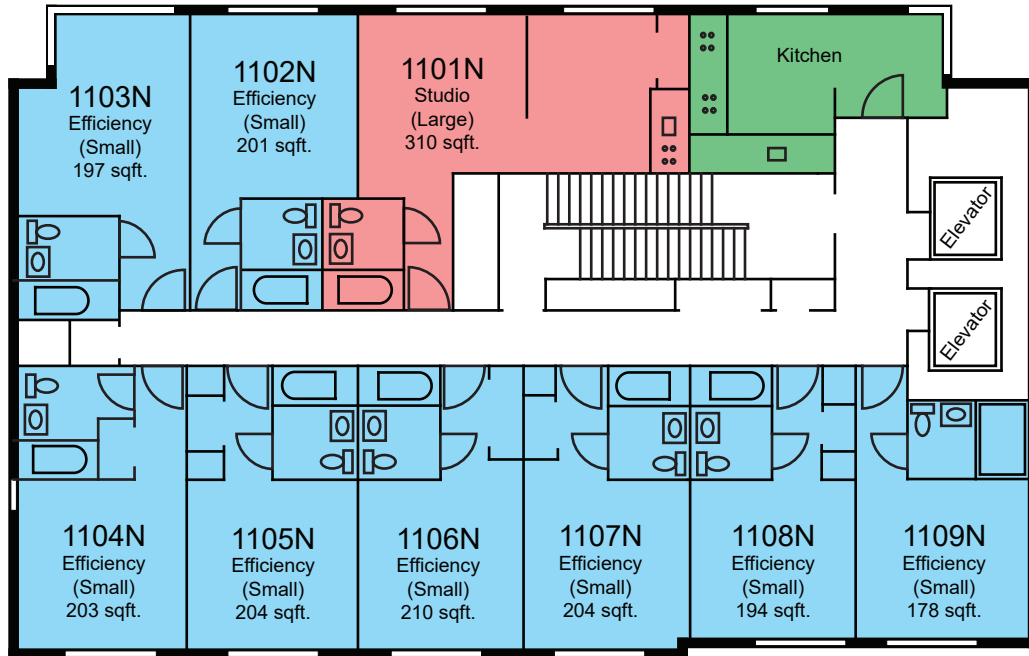 1103N
Efficiency
(Small)
197 sqft.
1102N
Efficiency
(Small)
201 sqft.
1101N
Studio
(Large)
310 sqft.
Kitchen
Elevator
Elevator
1104N
Efficiency
(Small)
203 sqft.
1105N
Efficiency
(Small)
204 sqft.
1106N
Efficiency
(Small)
210 sqft.
1107N
Efficiency
(Small)
204 sqft.
1108N
Efficiency
(Small)
194 sqft.
1109N
Efficiency
(Small)
178 sqft.